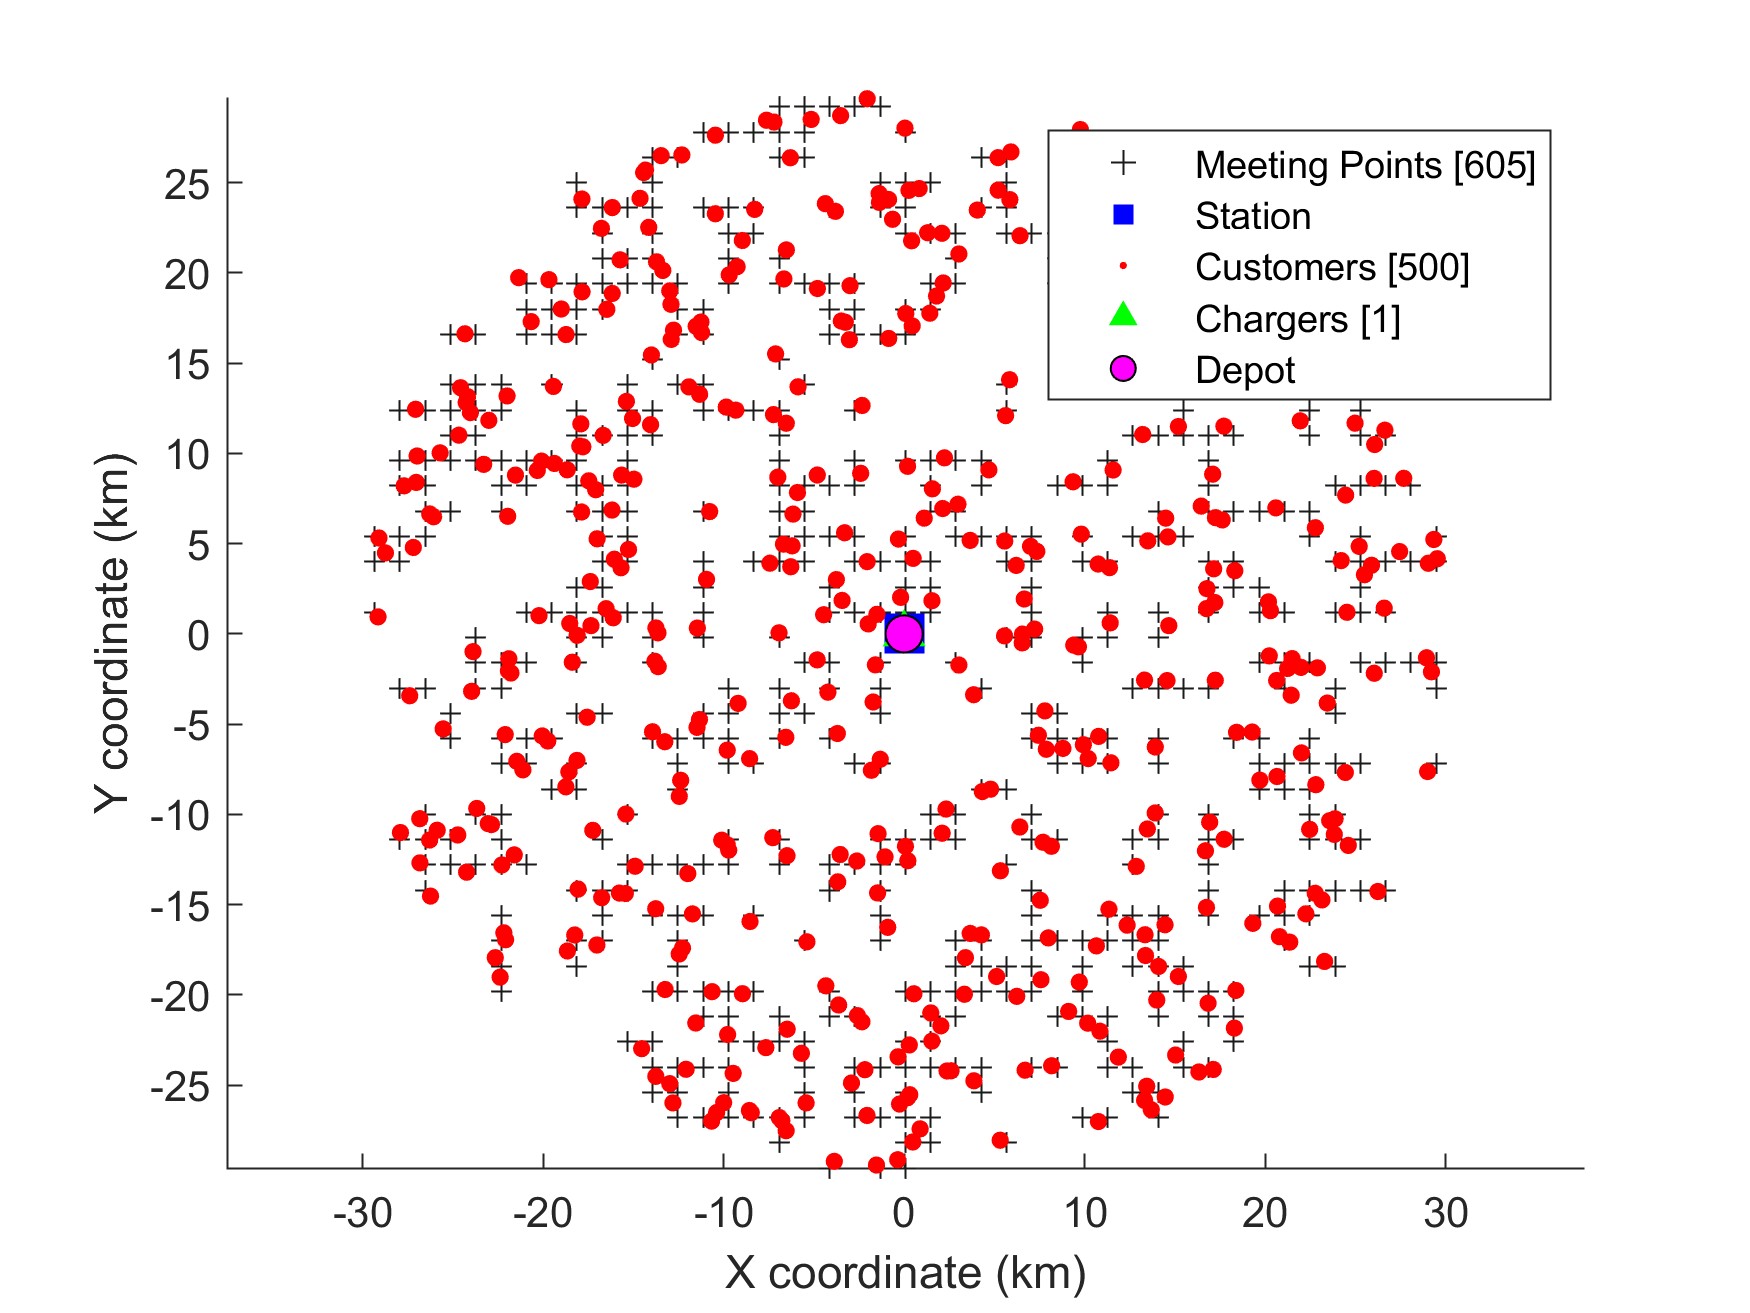 Meeting Points [605]
Station
Customers [500]
Chargers [1]
Depot
25
20
15
10
5
0
-5
-10
-15
-20
-25
Y coordinate (km)
-30 -20 -10 0 10 20 30
X coordinate (km)